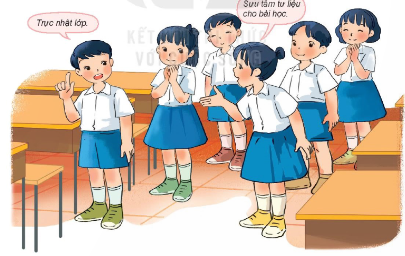 Trực nhật lớp.
Sưu tầm tư liệu
cho bài học.